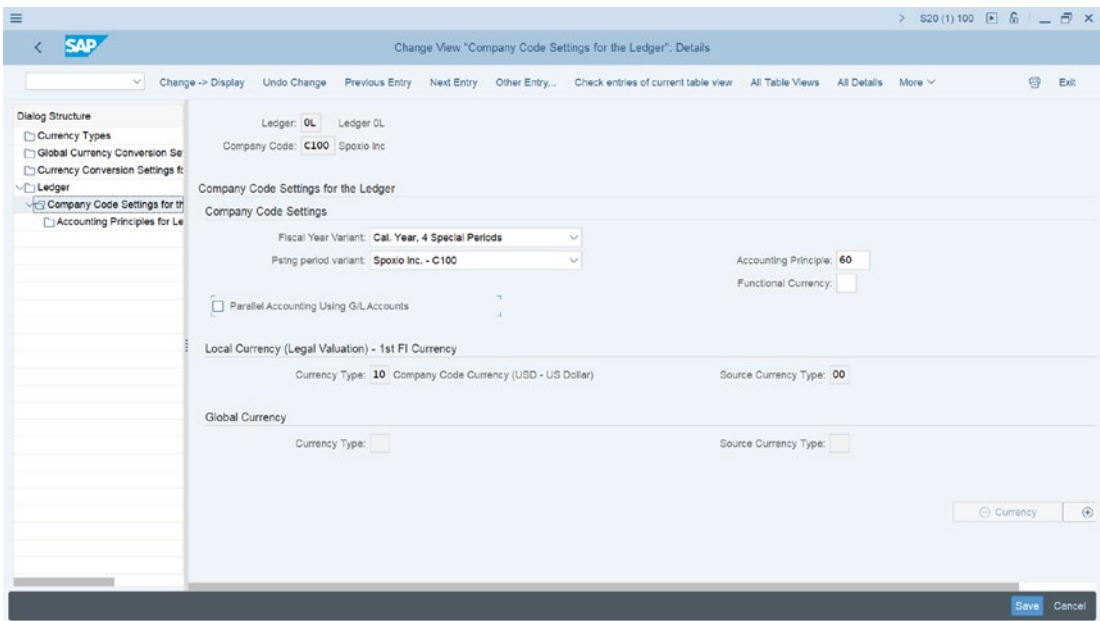 S20 (1) 100
SAP
Change View "Company Code Settings for the Ledger": Details
Change -> Display Undo Change Previous Entry Next Entry Other Entry... Check entries of current table view All Table Views All Details More Exit
Dialog Structure
Currency Types
Global Currency Conversion Se
Currency Conversion Settings fo
Ledger
Company Code Settings for th
Accounting Principles for Le
Ledger: 0L Ledger 0L
Company Code: C100 Spoxio Inc
Company Code Settings for the Ledger
Company Code Settings
Fiscal Year Variant: Cal. Year, 4 Special Periods
Pstng period variant: Spoxio Inc. - C100 Accounting Principle: 60
Functional Currency:
Parallel Accounting Using G/L Accounts
Local Currency (Legal Valuation) - 1st FI Currency
Currency Type: 10 Company Code Currency (USD - US Dollar) Source Currency Type: 00
Global Currency
Currency Type: Source Currency Type:
Currency
Save Cancel